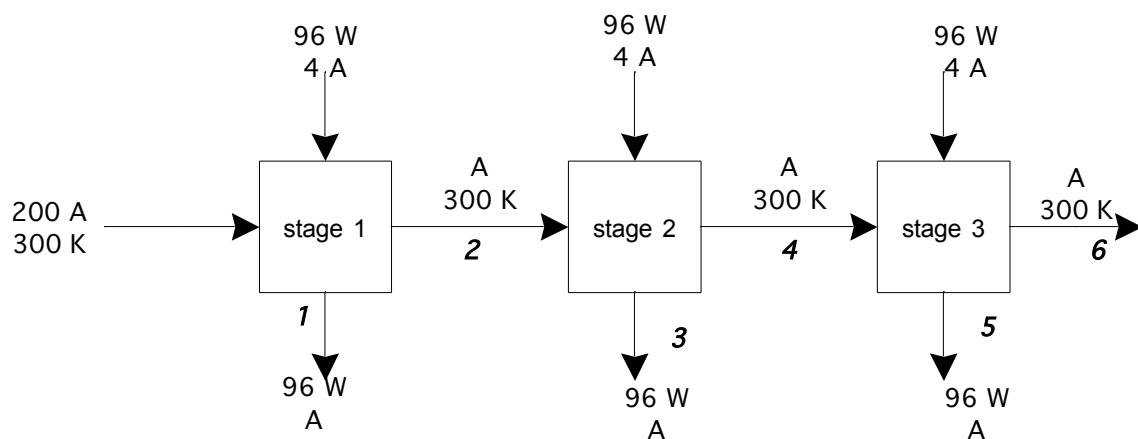 96 W
4 A
96 W
4 A
96 W
4 A
200 A
300 K
stage 1
A
300 K
2
stage 2
A
300 K
4
stage 3
A
300 K
6
1
96 W
A
3
96 W
A
5
96 W
A